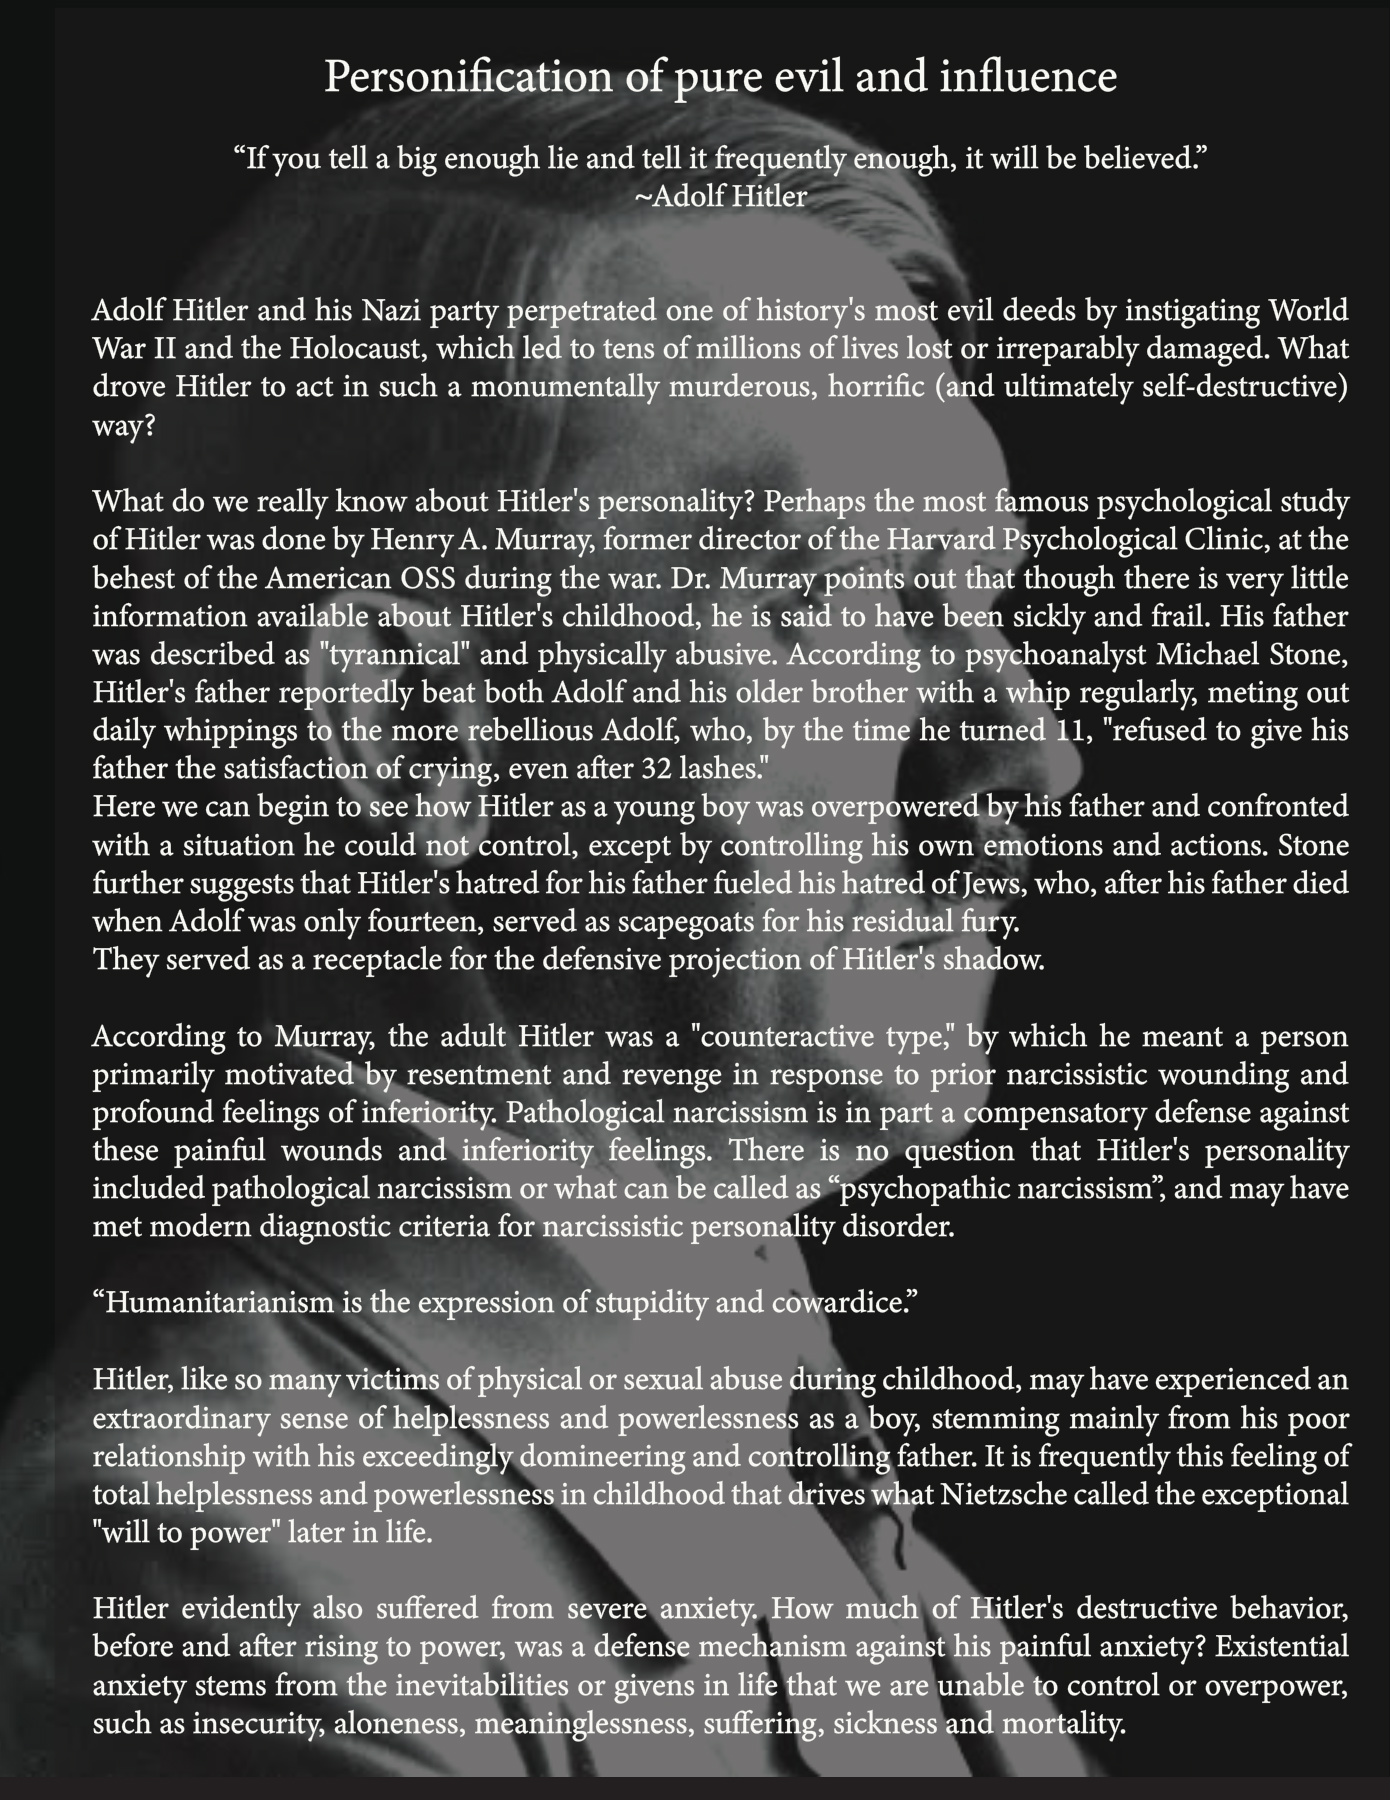 Personification of pure evil and influence
“If you tell a big enough lie and tell it frequently enough, it will be believed.”
~Adolf Hitler
Adolf Hitler and his Nazi party perpetrated one of history's most evil deeds by instigating World
War II and the Holocaust, which led to tens of millions of lives lost or irreparably damaged. What
drove Hitler to act in such a monumentally murderous, horrific (and ultimately self-destructive)
way?
What do we really know about Hitler's personality? Perhaps the most famous psychological study
of Hitler was done by Henry A. Murray, former director of the Harvard Psychological Clinic, at the
behest of the American OSS during the war. Dr. Murray points out that though there is very little
information available about Hitler's childhood, he is said to have been sickly and frail. His father
was described as "tyrannical" and physically abusive. According to psychoanalyst Michael Stone,
Hitler's father reportedly beat both Adolf and his older brother with a whip regularly, meting out
daily whippings to the more rebellious Adolf, who, by the time he turned 11, "refused to give his
father the satisfaction of crying, even after 32 lashes."
Here we can begin to see how Hitler as a young boy was overpowered by his father and confronted
with a situation he could not control, except by controlling his own emotions and actions. Stone
further suggests that Hitler's hatred for his father fueled his hatred of Jews, who, after his father died
when Adolf was only fourteen, served as scapegoats for his residual fury.
They served as a receptacle for the defensive projection of Hitler's shadow.
According to Murray, the adult Hitler was a "counteractive type," by which he meant a person
primarily motivated by resentment and revenge in response to prior narcissistic wounding and
profound feelings of inferiority. Pathological narcissism is in part a compensatory defense against
these painful wounds and inferiority feelings. There is no question that Hitler's personality
included pathological narcissism or what can be called as “psychopathic narcissism”, and may have
met modern diagnostic criteria for narcissistic personality disorder.
“Humanitarianism is the expression of stupidity and cowardice.”
Hitler, like so many victims of physical or sexual abuse during childhood, may have experienced an
extraordinary sense of helplessness and powerlessness as a boy, stemming mainly from his poor
relationship with his exceedingly domineering and controlling father. It is frequently this feeling of
total helplessness and powerlessness in childhood that drives what Nietzsche called the exceptional
"will to power" later in life.
Hitler evidently also suffered from severe anxiety. How much of Hitler's destructive behavior,
before and after rising to power, was a defense mechanism against his painful anxiety? Existential
anxiety stems from the inevitabilities or givens in life that we are unable to control or overpower,
such as insecurity, aloneness, meaninglessness, suffering, sickness and mortality.